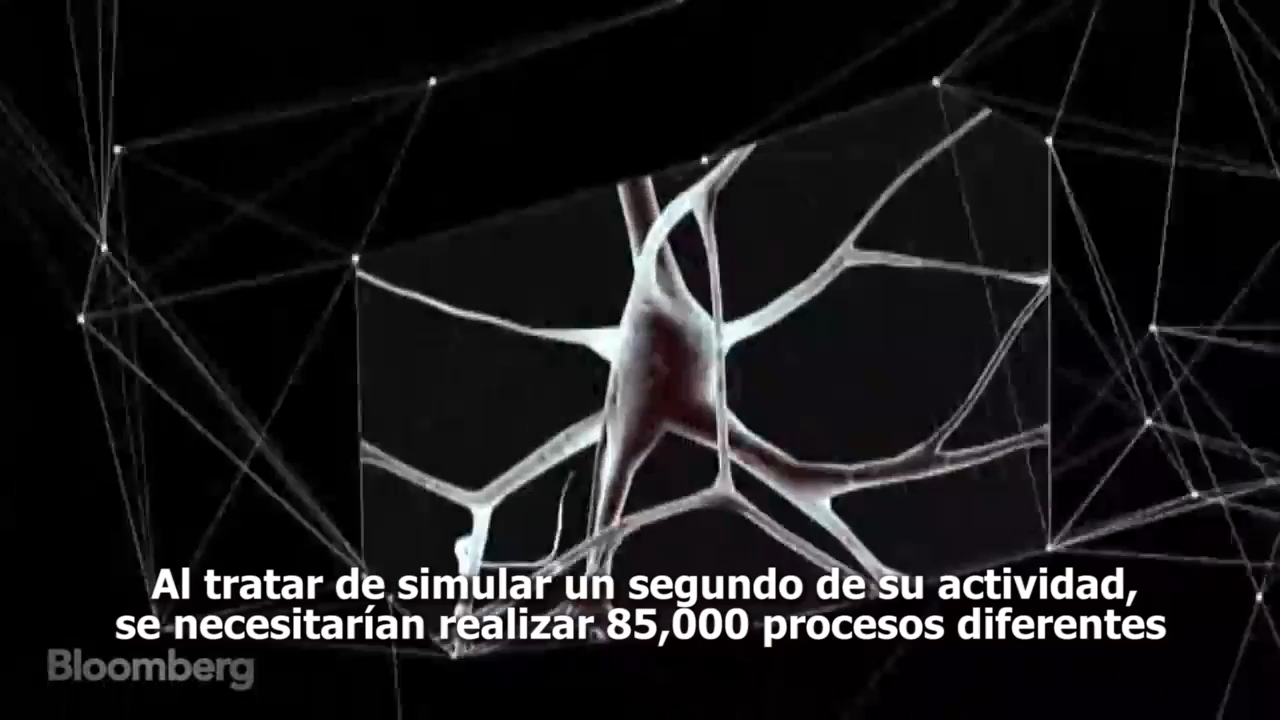 Al tratar de simular un segundo de su actividad,
se necesitarían realizar 85,000 procesos diferentes
Bloomberg